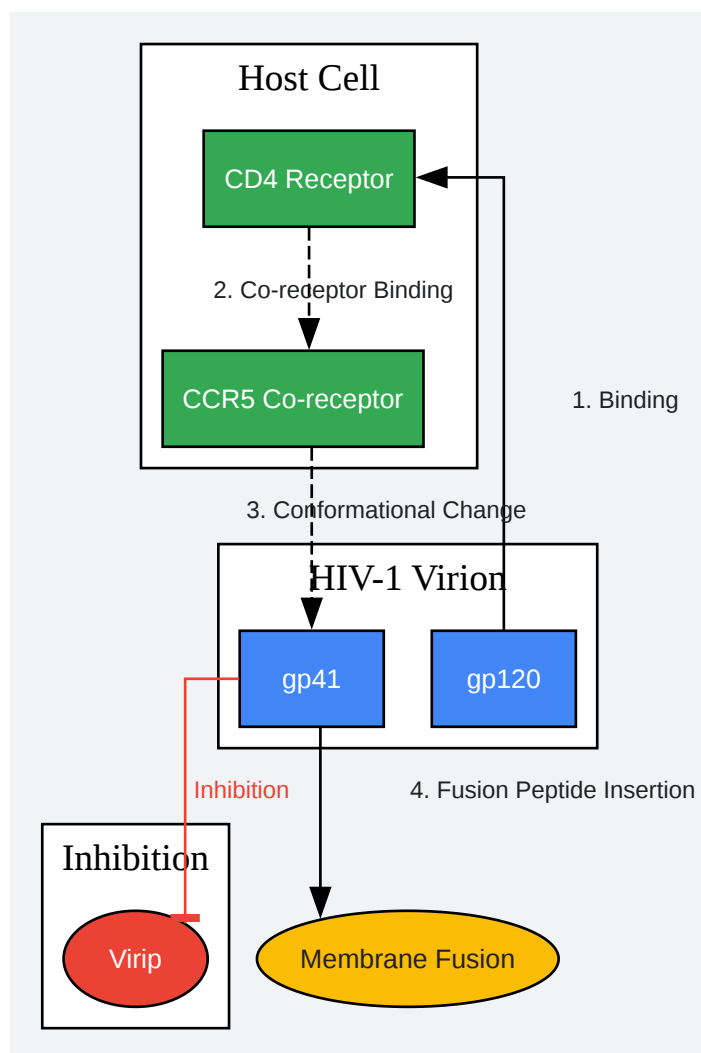 Host Cell
CD4 Receptor
2. Co-receptor Binding
CCR5 Co-receptor
1. Binding
3. Conformational Change
HIV-1 Virion
gp41
gp120
Inhibition
4. Fusion Peptide Insertion
Inhibition
Virip
Membrane Fusion